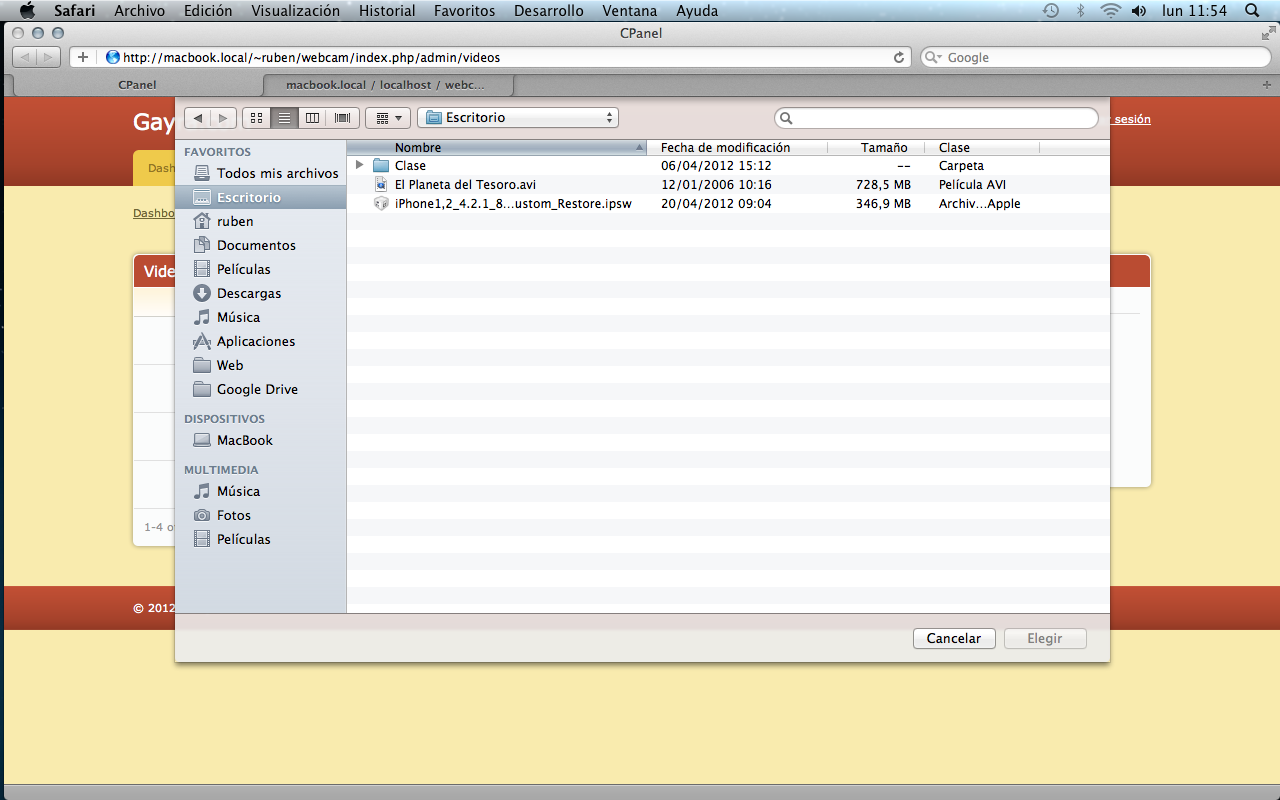 Safari Archivo Edición Visualización Historial Favoritos Desarrollo Ventana Ayuda lun 11:54
CPanel
http://macbook.local/~ruben/webcam/index.php/admin/videos
Google
CPanel
macbook.local / localhost / webc...
Gay
Escritorio
sesión
Dash
Dashbo
Vide
1-4 o
© 2012
FAVORITOS
Todos mis archivos
Escritorio
ruben
Documentos
Películas
Descargas
Música
Aplicaciones
Web
Google Drive
DISPOSITIVOS
MacBook
MULTIMEDIA
Música
Fotos
Películas
Nombre Fecha de modificación Tamaño Clase
Clase 06/04/2012 15:12 -- Carpeta
El Planeta del Tesoro.avi 12/01/2006 10:16 728,5 MB Película AVI
iPhone1,2_4.2.1_8...ustom_Restore.ipsw 20/04/2012 09:04 346,9 MB Archiv...Apple
Cancelar Elegir